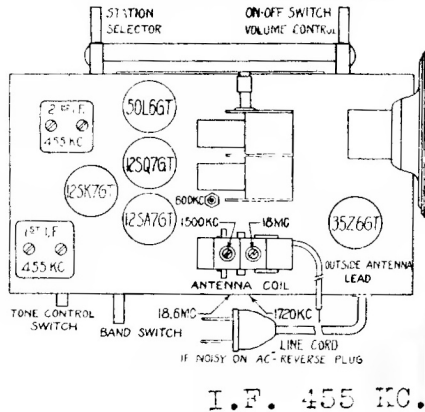 STATION
SELECTOR
ON-OFF SWITCH
VOLUME CONTROL
2ND I.F.
455 KC
50L6GT
12SQ7GT
12SK7GT
12SA7GT
600KC
1500KC
18MC
35Z6GT
1ST I.F
455 KC
OUTSIDE ANTENNA
LEAD
ANTENNA COIL
TONE CONTROL
SWITCH
BAND SWITCH
18.6MC
1720KC
LINE CORD
IF NOISY ON AC-REVERSE PLUG
I.F. 455 KC.